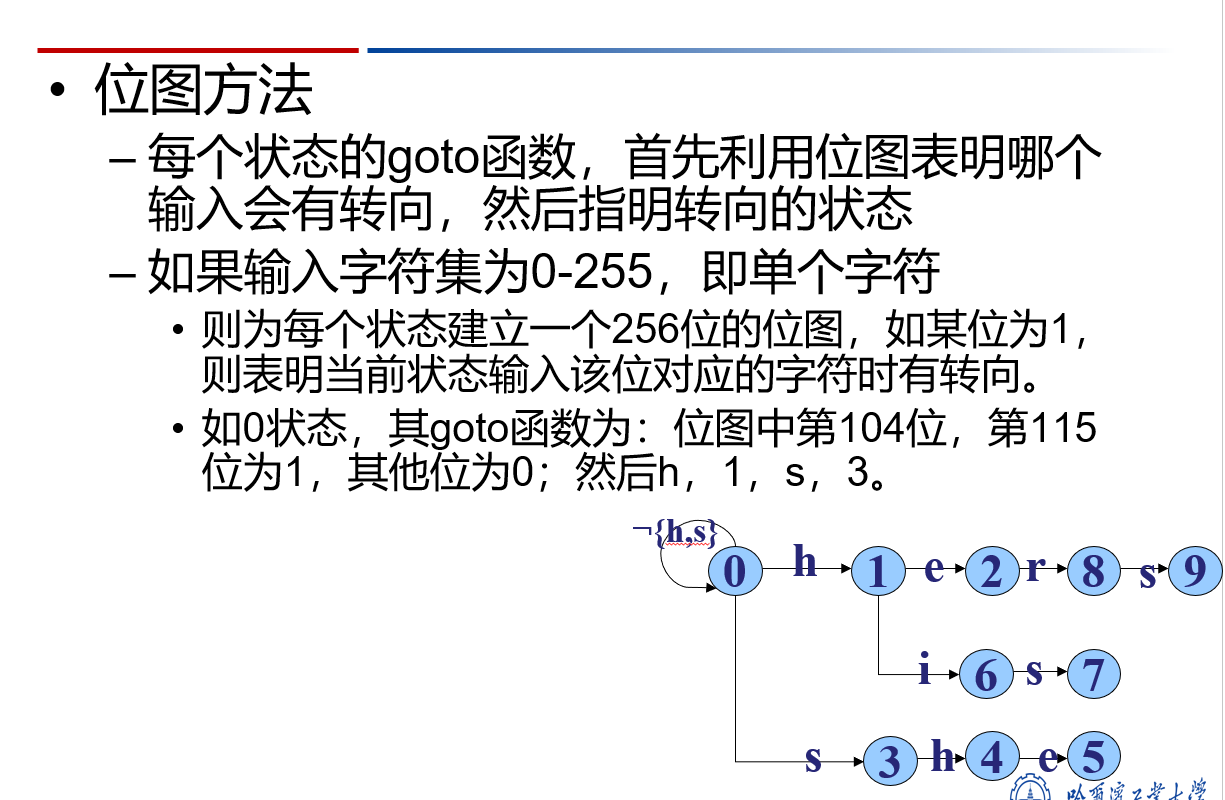 • 位图方法
– 每个状态的goto函数，首先利用位图表明哪个
输入会有转向，然后指明转向的状态
– 如果输入字符集为0-255，即单个字符
• 则为每个状态建立一个256位的位图，如某位为1，
则表明当前状态输入该位对应的字符时有转向。
• 如0状态，其goto函数为：位图中第104位，第115
位为1，其他位为0；然后h，1，s，3。
¬{h,s}
0 h 1 e 2 r 8 s 9
i 6 s 7
s 3 h 4 e 5
哈尔滨工业大学